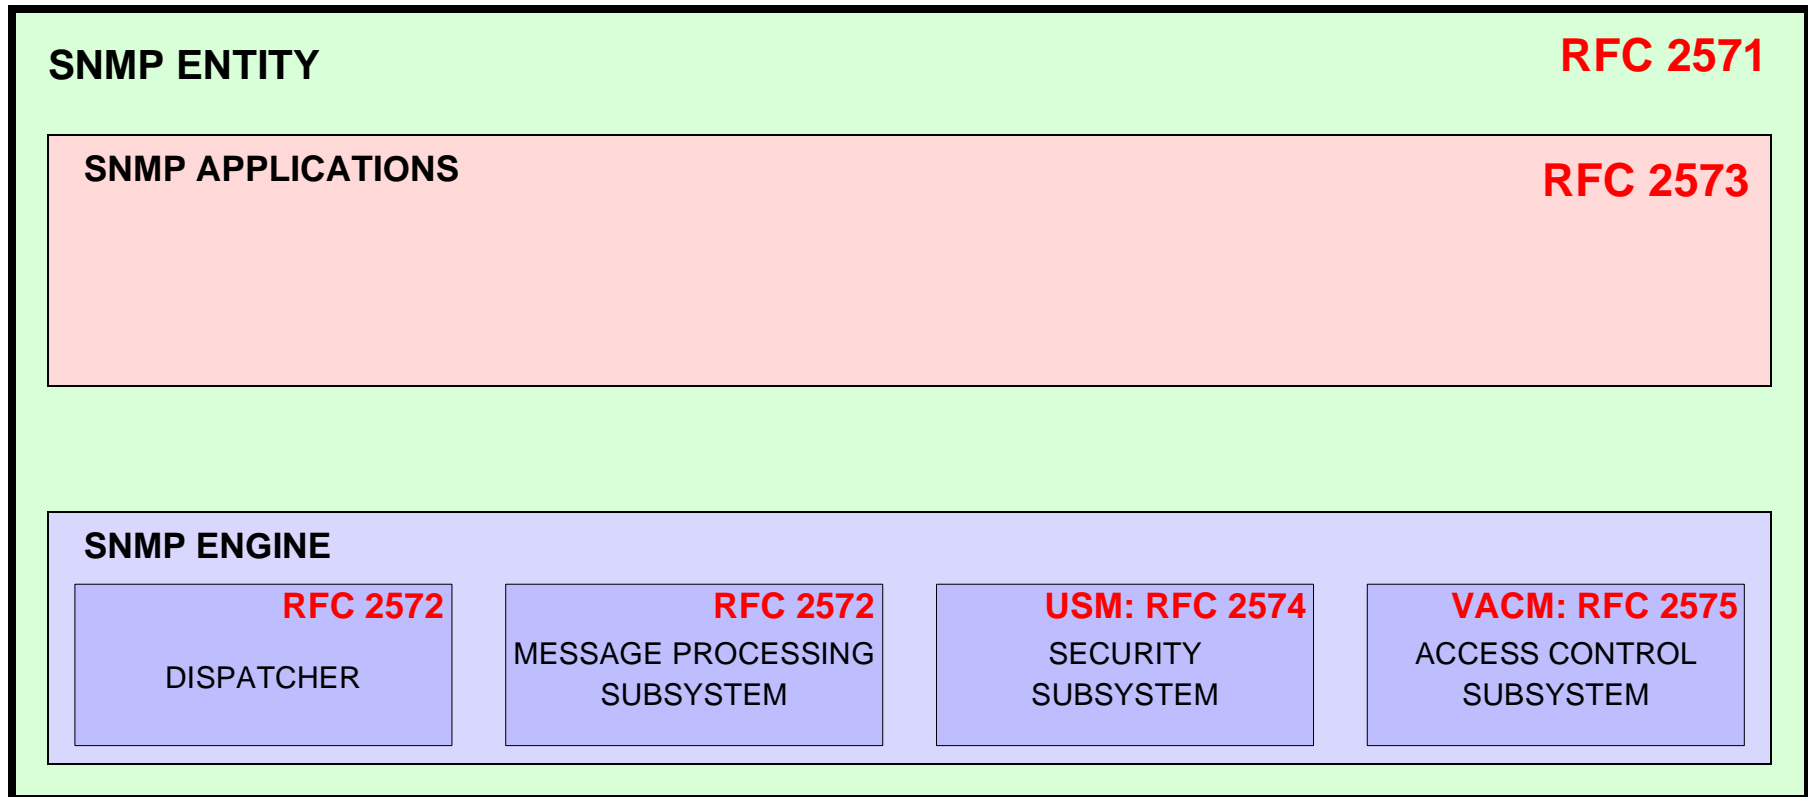 SNMP ENTITY
RFC 2571
SNMP APPLICATIONS
RFC 2573
SNMP ENGINE
RFC 2572
DISPATCHER
RFC 2572
MESSAGE PROCESSING
SUBSYSTEM
USM: RFC 2574
SECURITY
SUBSYSTEM
VACM: RFC 2575
ACCESS CONTROL
SUBSYSTEM